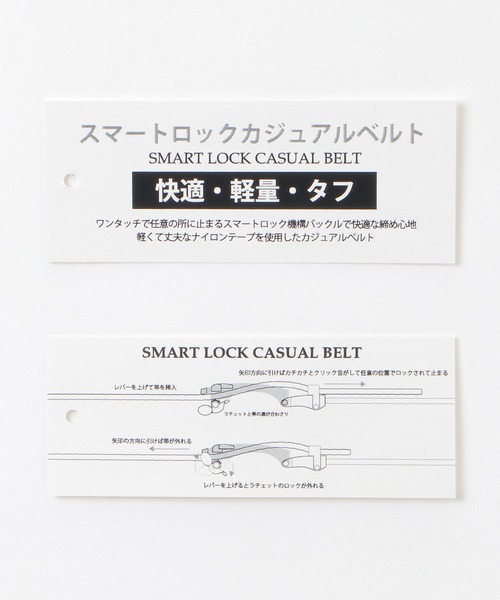 スマートロックカジュアルベルト
SMART LOCK CASUAL BELT
快適・軽量・タフ
ワンタッチで任意の所に止まるスマートロック機構バックルで快適な締め心地
軽くて丈夫なナイロンテープを使用したカジュアルベルト
SMART LOCK CASUAL BELT
矢印方向に引けばカチカチとクリック音がして任意の位置でロックされて止まる
レバーを上げて帯を挿入
ラチェットと帯の溝が合わさり
矢印の方向に引けば帯が外れる
レバーを上げるとラチェットのロックが外れる